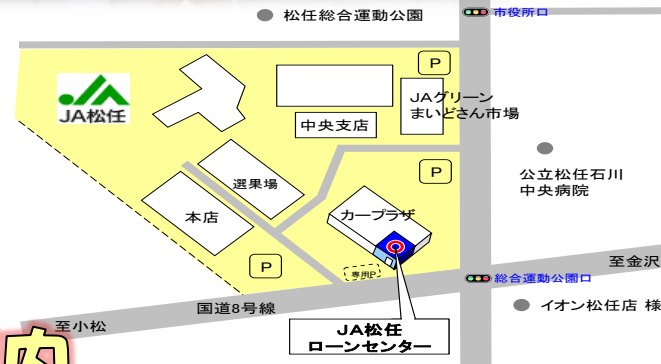 松任総合運動公園
市役所口
P
JA松任
JAグリーン
まいどさん市場
中央支店
公立松任石川
中央病院
P
選果場
本店
カープラザ
P
専用P
至金沢
総合運動公園口
国道8号線
イオン松任店 様
至小松
JA松任
ローンセンター
内